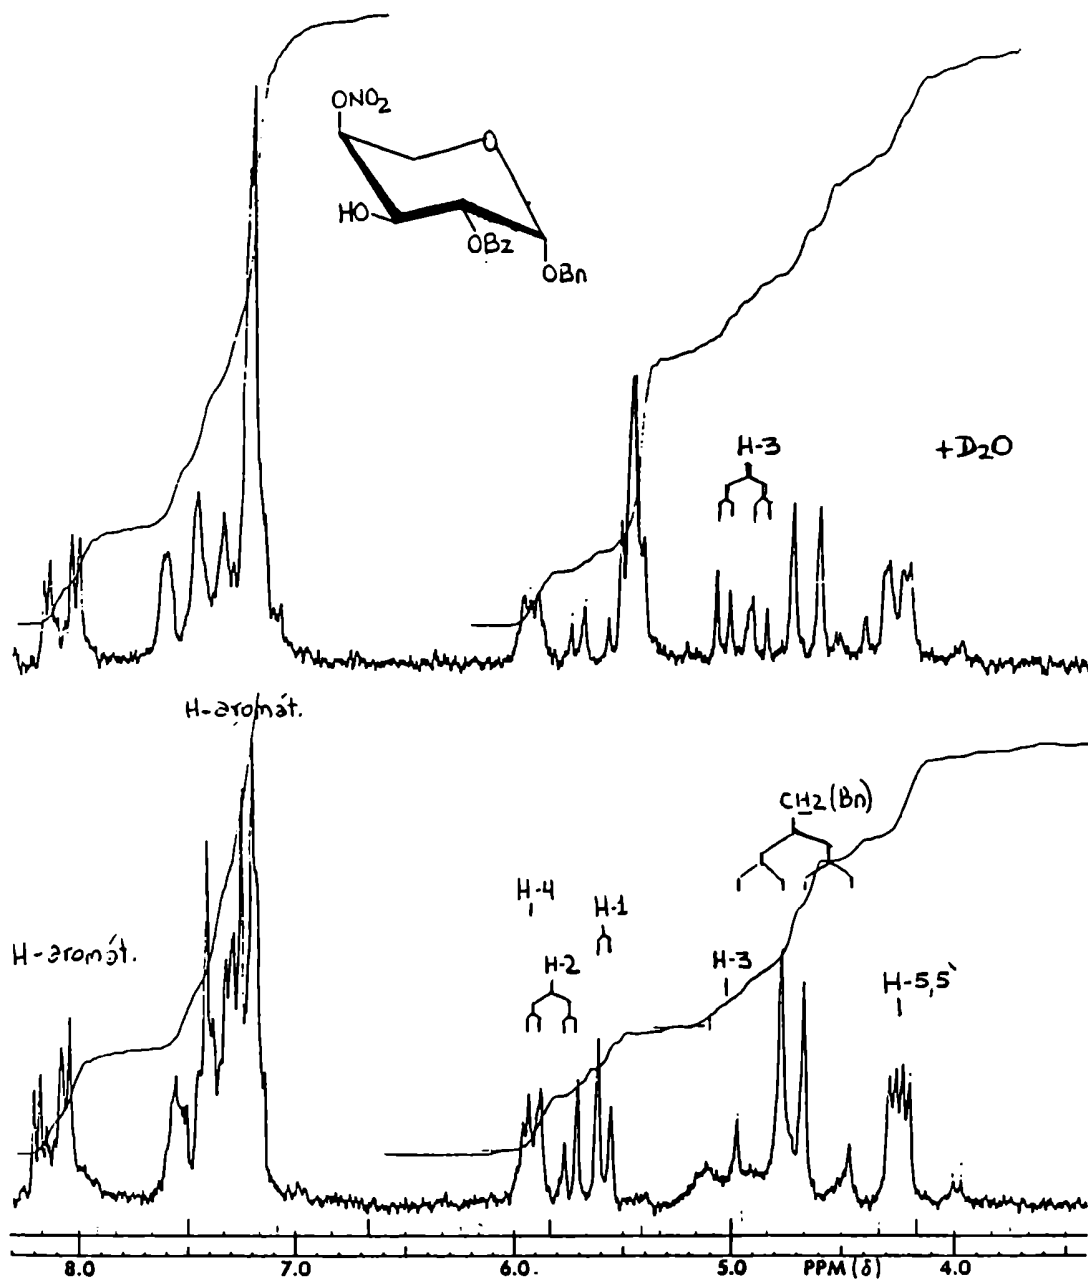 ONO₂
O
HO
OBz
OBn
H-3
+D₂O
H-aromát.
CH2 (Bn)
H-4
H-1
H-aromát.
H-2
H-3
H-5,5'
8.0 7.0 6.0 5.0 PPM (δ) 4.0